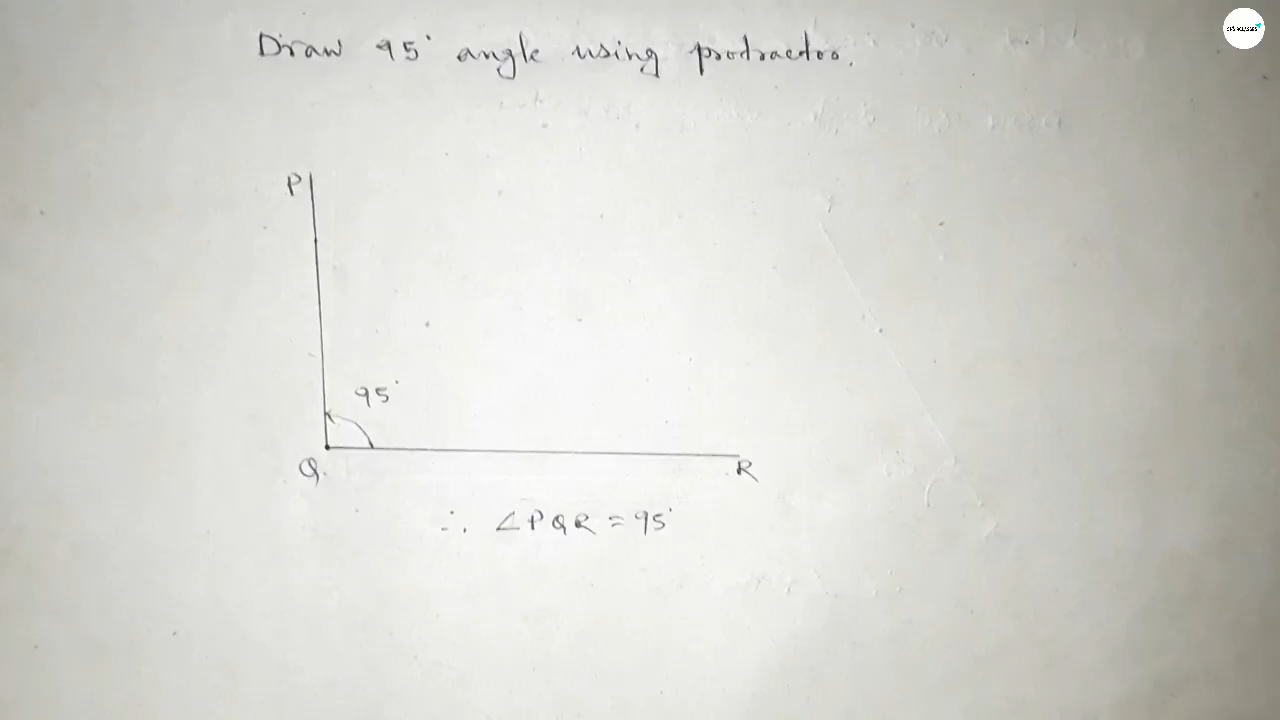 Draw 95° angle using protractor.
P
95°
Q
R
∴ ∠PQR = 95°